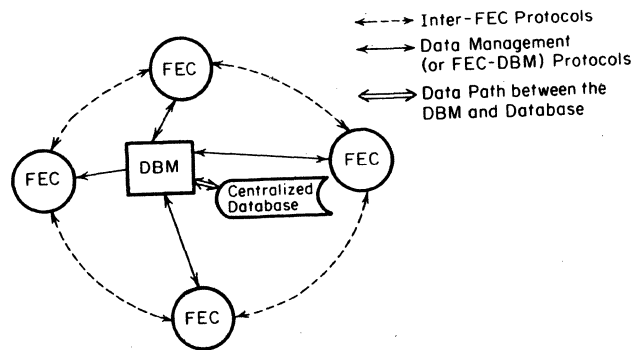 Inter-FEC Protocols
Data Management
(or FEC-DBM) Protocols
Data Path between the
DBM and Database
FEC
FEC
DBM
FEC
Centralized
Database
FEC